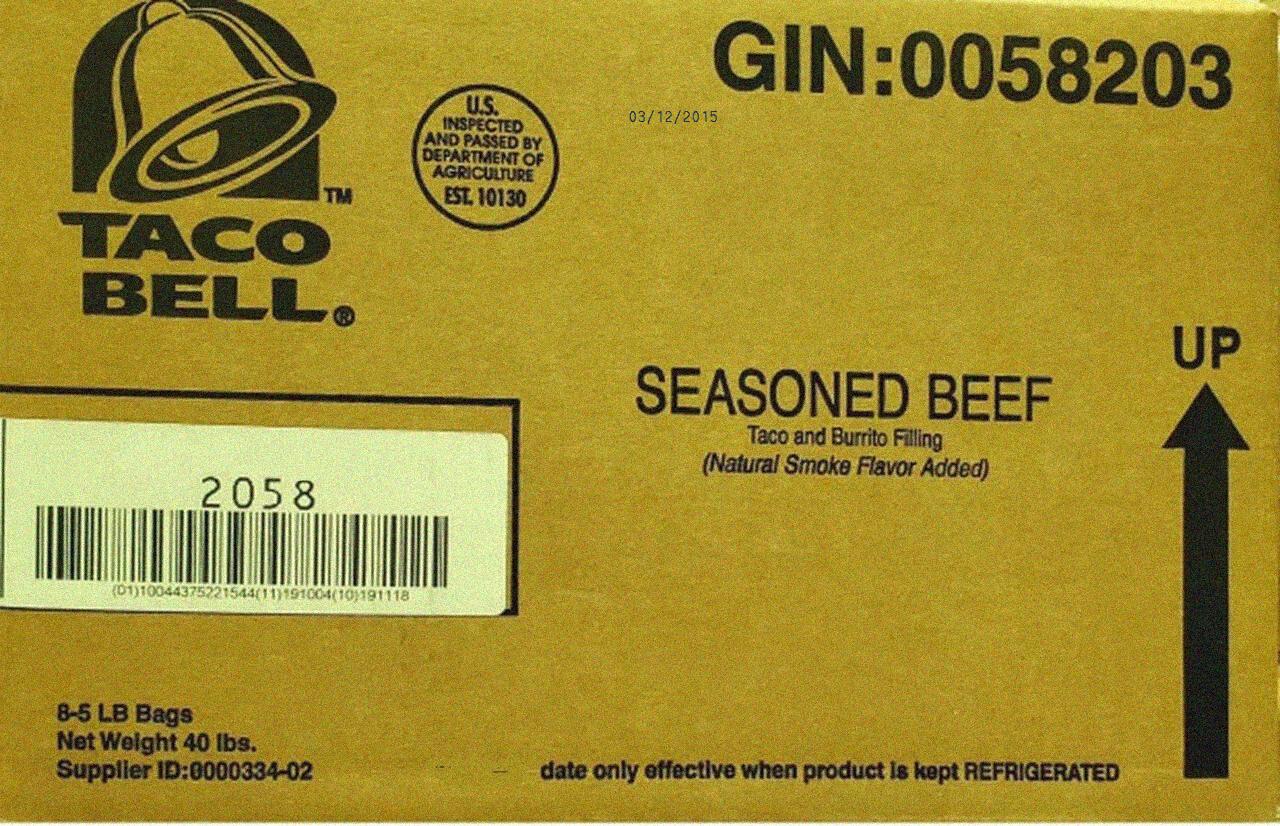 GIN:0058203
03/12/2015
U.S.
INSPECTED
AND PASSED BY
DEPARTMENT OF
AGRICULTURE
EST. 10130
TM
TACO
BELL®
UP
SEASONED BEEF
Taco and Burrito Filling
(Natural Smoke Flavor Added)
2058
(01)10044375221544(11)191004(10)191118
8-5 LB Bags
Net Weight 40 lbs.
Supplier ID:0000334-02
date only effective when product is kept REFRIGERATED